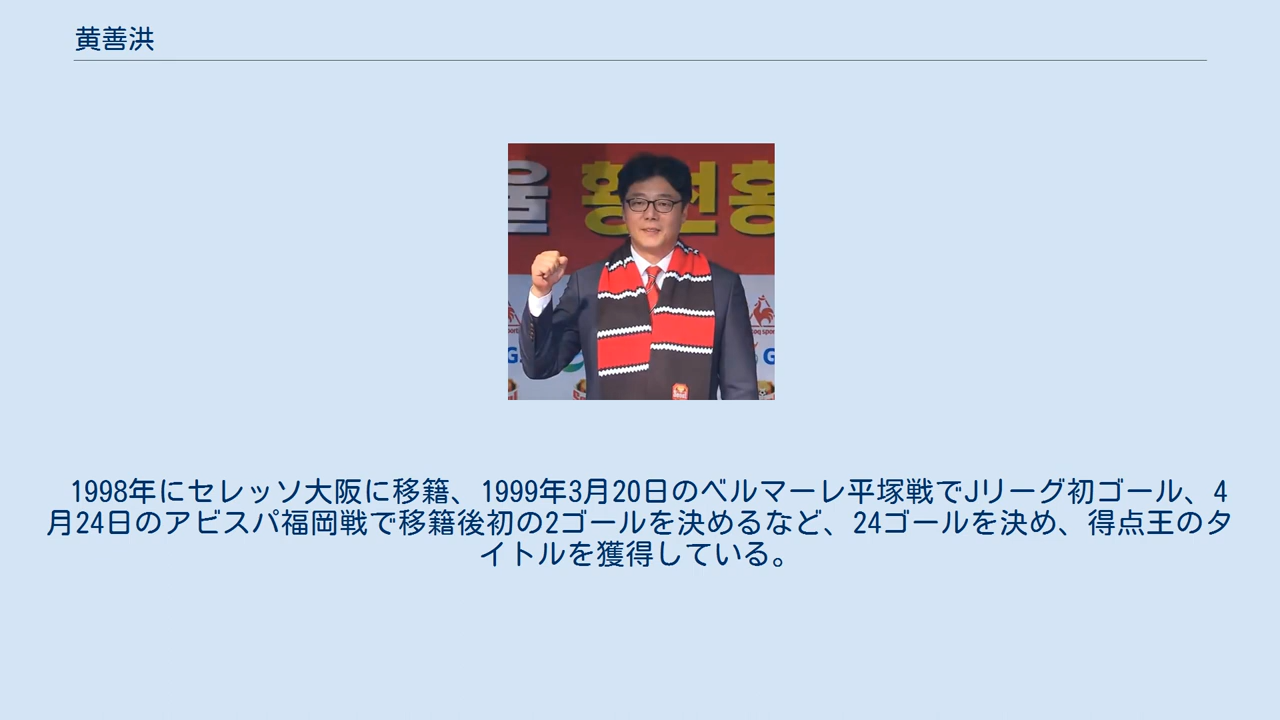 黄善洪
울 황선홍
1998年にセレッソ大阪に移籍、1999年3月20日のベルマーレ平塚戦でJリーグ初ゴール、4
月24日のアビスパ福岡戦で移籍後初の2ゴールを決めるなど、24ゴールを決め、得点王のタ
イトルを獲得している。